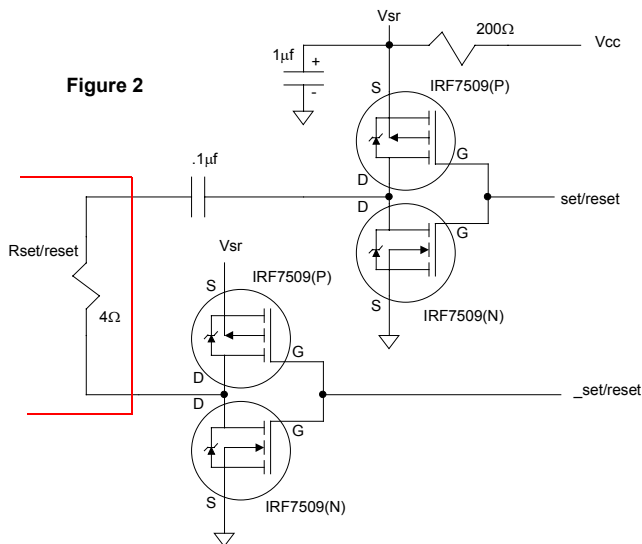 Vsr
200Ω
Vcc
1µf
+
-
Figure 2
IRF7509(P)
S
G
D
.1µf
set/reset
D
G
S
IRF7509(N)
Rset/reset
4Ω
Vsr
S
IRF7509(P)
G
D
_set/reset
D
G
S
IRF7509(N)